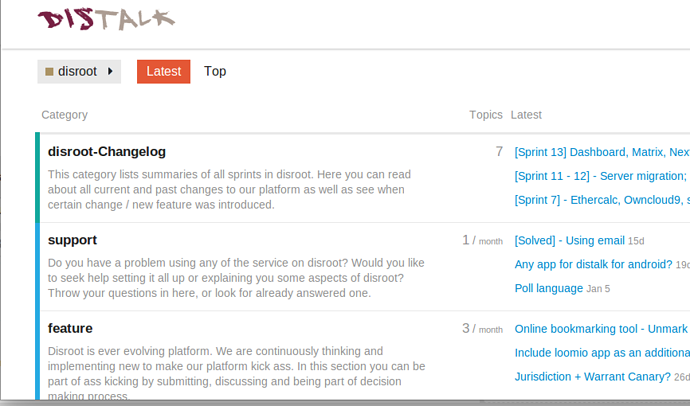 DISTALK
disroot
Latest
Top
Category
Topics
Latest
disroot-Changelog
This category lists summaries of all sprints in disroot. Here you can read
about all current and past changes to our platform as well as see when
certain change / new feature was introduced.
7
[Sprint 13] Dashboard, Matrix, Nex
[Sprint 11 - 12] - Server migration;
[Sprint 7] - Ethercalc, Owncloud9, s
support
Do you have a problem using any of the service on disroot? Would you like
to seek help setting it all up or explaining you some aspects of disroot?
Throw your questions in here, or look for already answered one.
1 / month
[Solved] - Using email 15d
Any app for distalk for android? 19d
Poll language Jan 5
feature
Disroot is ever evolving platform. We are continuously thinking and
implementing new to make our platform kick ass. In this section you can be
part of ass kicking by submitting, discussing and being part of decision
making process.
3 / month
Online bookmarking tool - Unmark
Include loomio app as an additiona
Jurisdiction + Warrant Canary? 26d